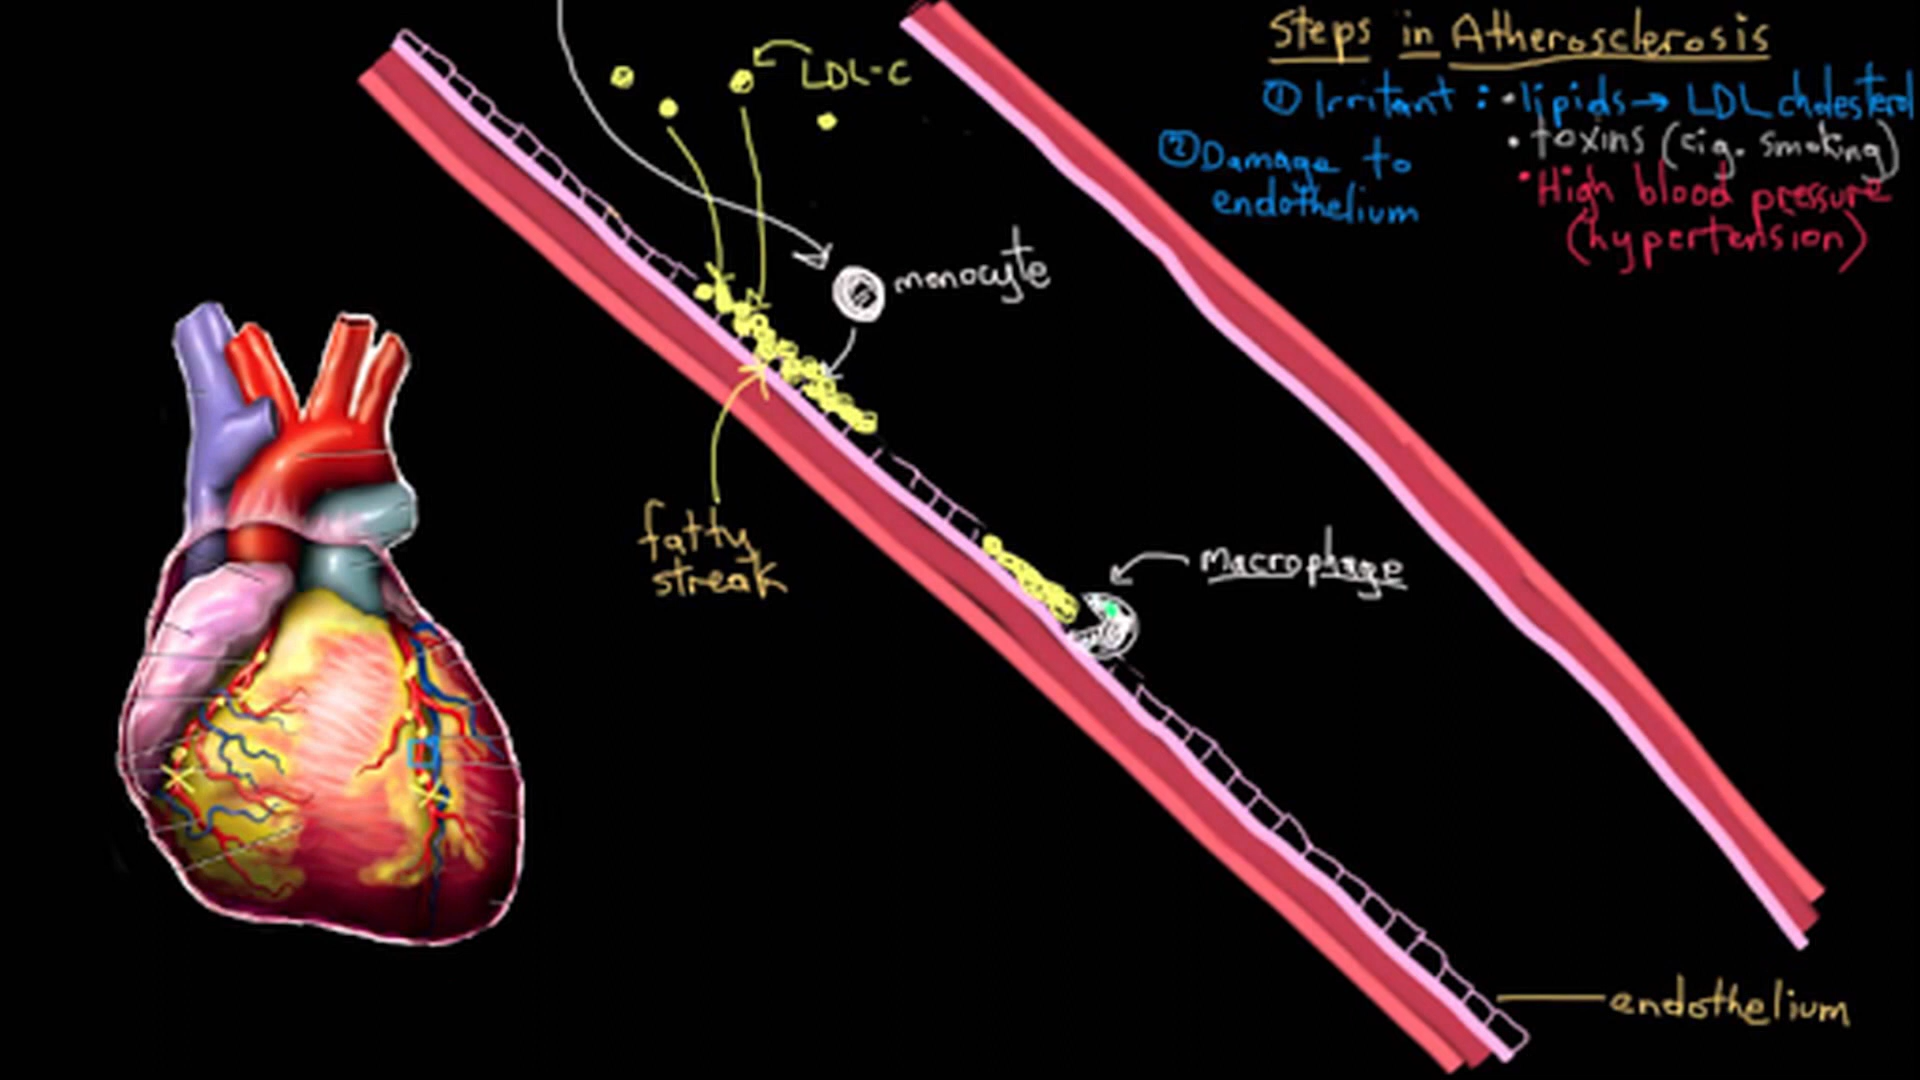 Steps in Atherosclerosis
① Irritant : • lipids → LDL cholesterol
• toxins (cig. smoking)
• High blood pressure
(hypertension)
② Damage to
endothelium
LDL-C
monocyte
fatty
streak
Macrophage
endothelium